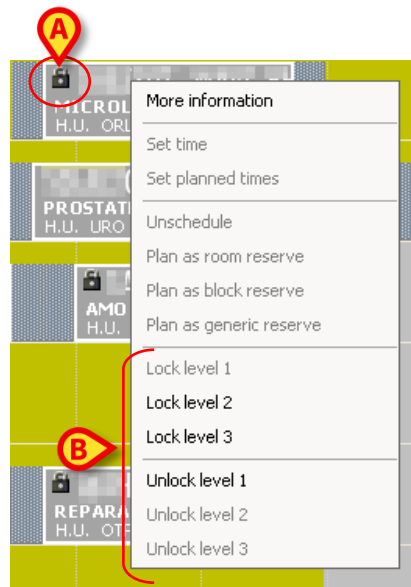 A
MICROL
H.U. ORL
More information
Set time
Set planned times
PROSTAT
H.U. URO
Unschedule
Plan as room reserve
Plan as block reserve
Plan as generic reserve
AMO
H.U.
Lock level 1
Lock level 2
Lock level 3
B
Unlock level 1
Unlock level 2
Unlock level 3
REPARA
H.U. OTF